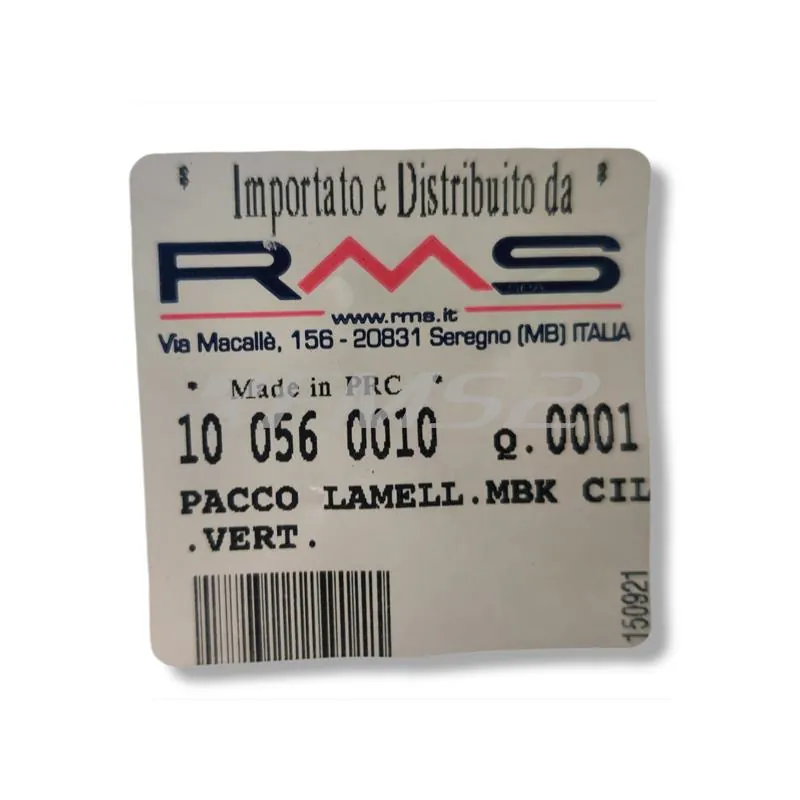 * Importato e Distribuito da *
RMS
www.rms.it
Via Macallè, 156 - 20831 Seregno (MB) ITALIA
* Made in PRC *
10 056 0010 Q.0001
PACCO LAMELL.MBK CIL
.VERT.
150921